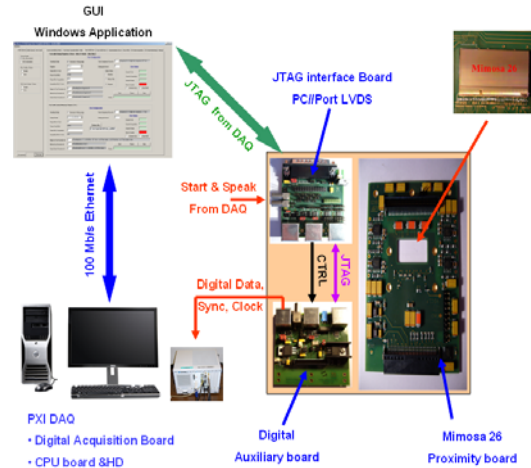 GUI
Windows Application
Mimosa 26
JTAG interface Board
PC//Port LVDS
JTAG from DAQ
100 Mb/s Ethernet
Start & Speak
From DAQ
CTRL
JTAG
Digital Data,
Sync, Clock
PXI DAQ
• Digital Acquisition Board
• CPU board &HD
Digital
Auxiliary board
Mimosa 26
Proximity board